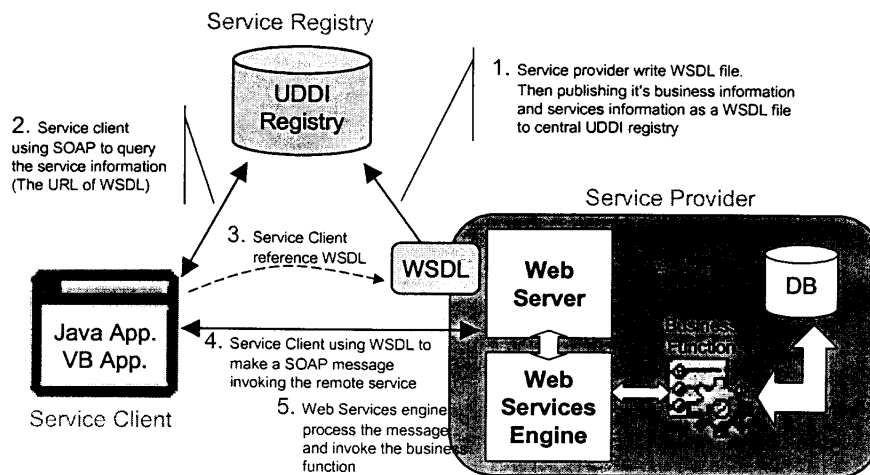 Service Registry
UDDI
Registry
1. Service provider write WSDL file.
Then publishing it's business information
and services information as a WSDL file
to central UDDI registry
2. Service client
using SOAP to query
the service information
(The URL of WSDL)
Service Provider
3. Service Client
reference WSDL
WSDL
Web
Server
DB
Java App.
VB App.
Service Client
4. Service Client using WSDL to
make a SOAP message
invoking the remote service
Business
Function
Web
Services
Engine
5. Web Services engine
process the message
and invoke the business
function